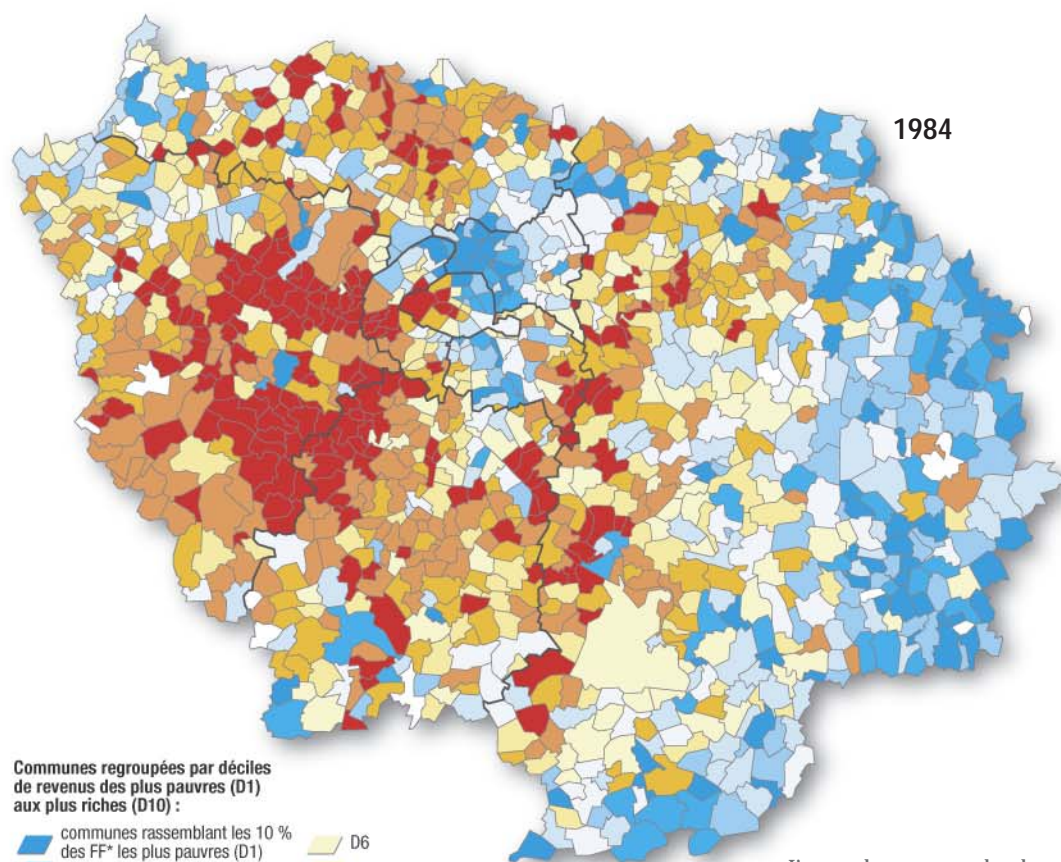 1984
Communes regroupées par déciles
de revenus des plus pauvres (D1)
aux plus riches (D10) :
communes rassemblant les 10 %
des FF* les plus pauvres (D1)
D6